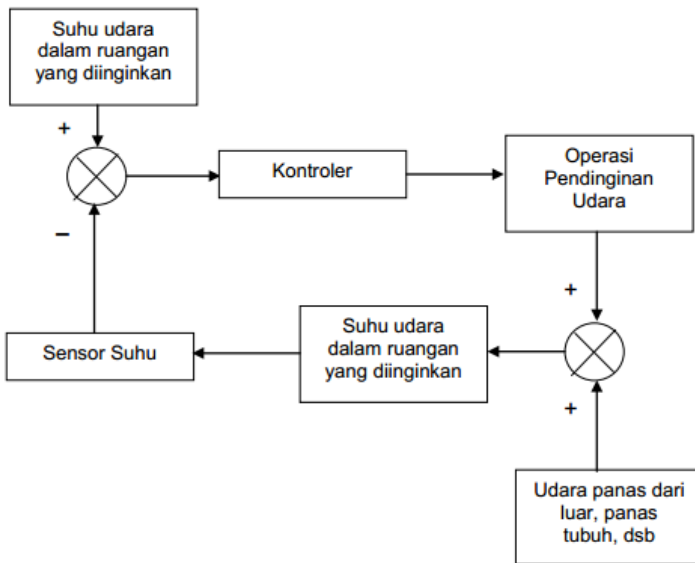 Suhu udara
dalam ruangan
yang diinginkan
+
Kontroler
Operasi
Pendinginan
Udara
–
+
Sensor Suhu
Suhu udara
dalam ruangan
yang diinginkan
+
Udara panas dari
luar, panas
tubuh, dsb